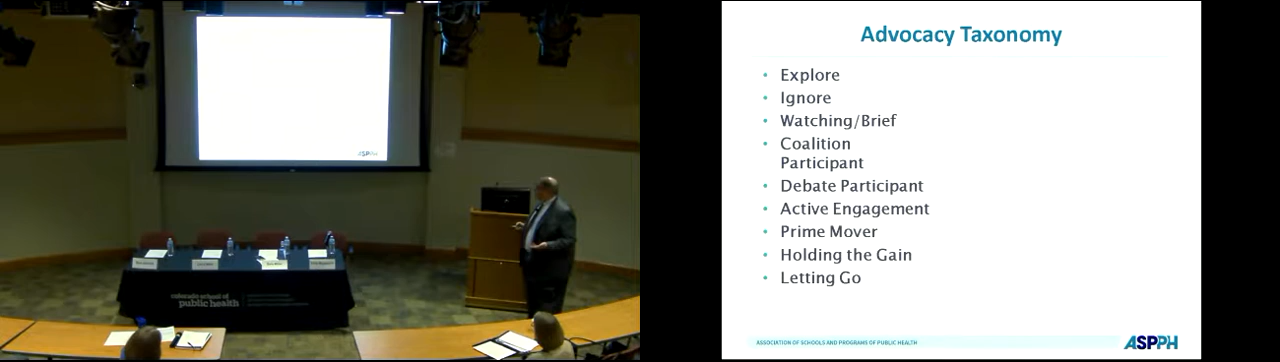 ASPPH
colorado school of
public health
Advocacy Taxonomy
• Explore
• Ignore
• Watching/Brief
• Coalition
Participant
• Debate Participant
• Active Engagement
• Prime Mover
• Holding the Gain
• Letting Go
ASSOCIATION OF SCHOOLS AND PROGRAMS OF PUBLIC HEALTH
ASPPH